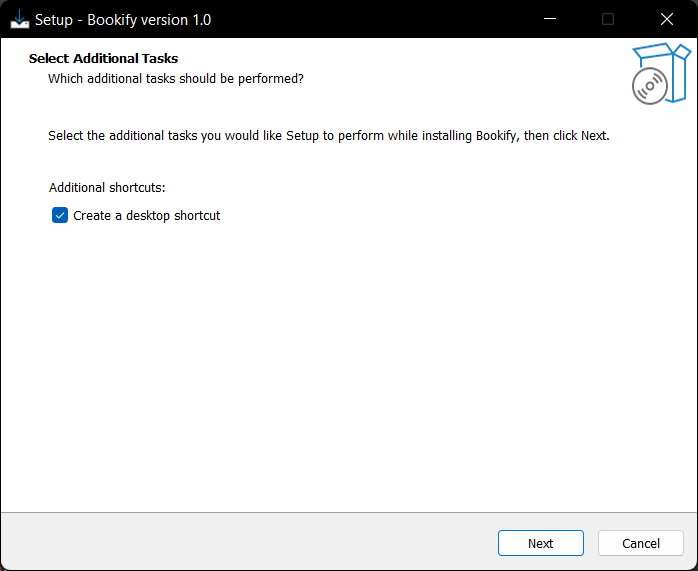 Setup - Bookify version 1.0
Select Additional Tasks
Which additional tasks should be performed?
Select the additional tasks you would like Setup to perform while installing Bookify, then click Next.
Additional shortcuts:
Create a desktop shortcut
Next
Cancel